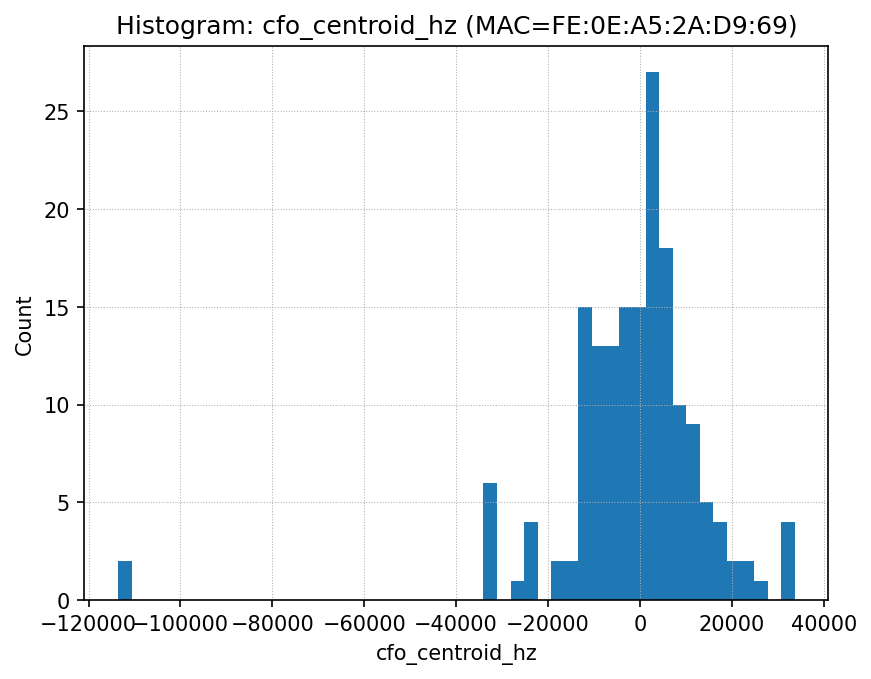 Histogram: cfo_centroid_hz (MAC=FE:0E:A5:2A:D9:69)
25
20
15
10
5
0
Count
−120000 −100000 −80000 −60000 −40000 −20000 0 20000 40000
cfo_centroid_hz